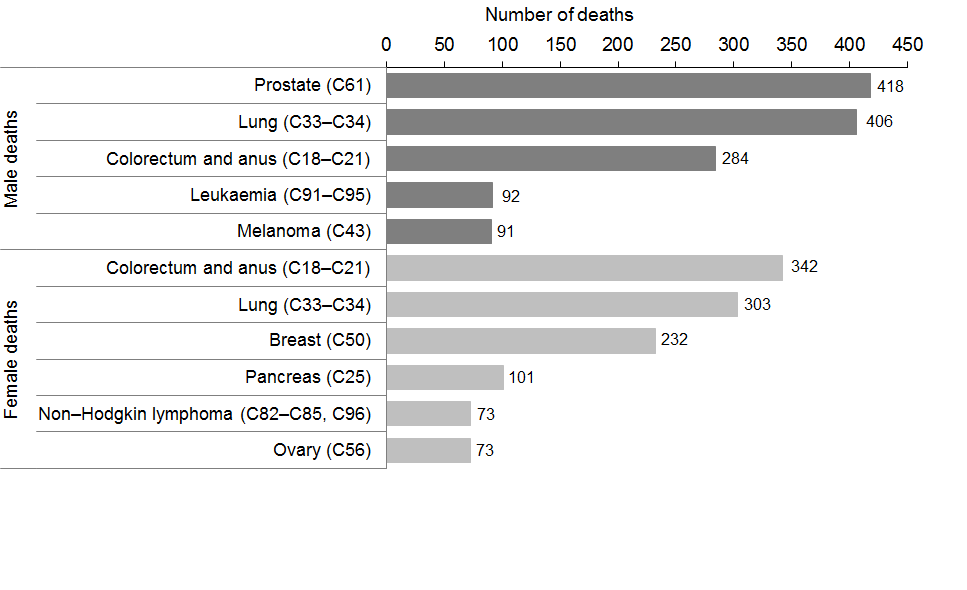 Number of deaths
0 50 100 150 200 250 300 350 400 450
Male deaths
Prostate (C61) 418
Lung (C33–C34) 406
Colorectum and anus (C18–C21) 284
Leukaemia (C91–C95) 92
Melanoma (C43) 91
Female deaths
Colorectum and anus (C18–C21) 342
Lung (C33–C34) 303
Breast (C50) 232
Pancreas (C25) 101
Non–Hodgkin lymphoma (C82–C85, C96) 73
Ovary (C56) 73